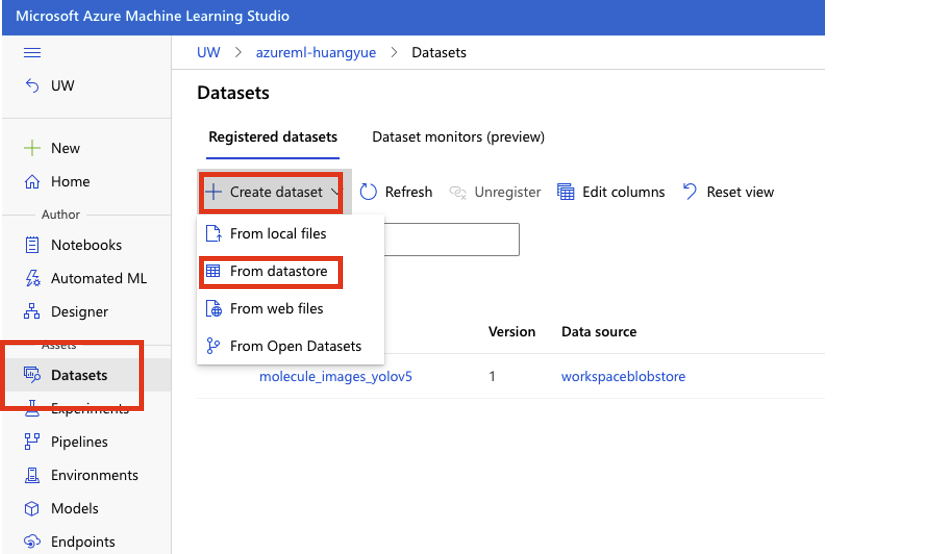 Microsoft Azure Machine Learning Studio
UW > azureml-huangyue > Datasets
UW
New
Home
Author
Notebooks
Automated ML
Designer
Assets
Datasets
Experiments
Pipelines
Environments
Models
Endpoints
Datasets
Registered datasets Dataset monitors (preview)
Create dataset Refresh Unregister Edit columns Reset view
From local files
From datastore
From web files
From Open Datasets
Version Data source
molecule_images_yolov5 1 workspaceblobstore